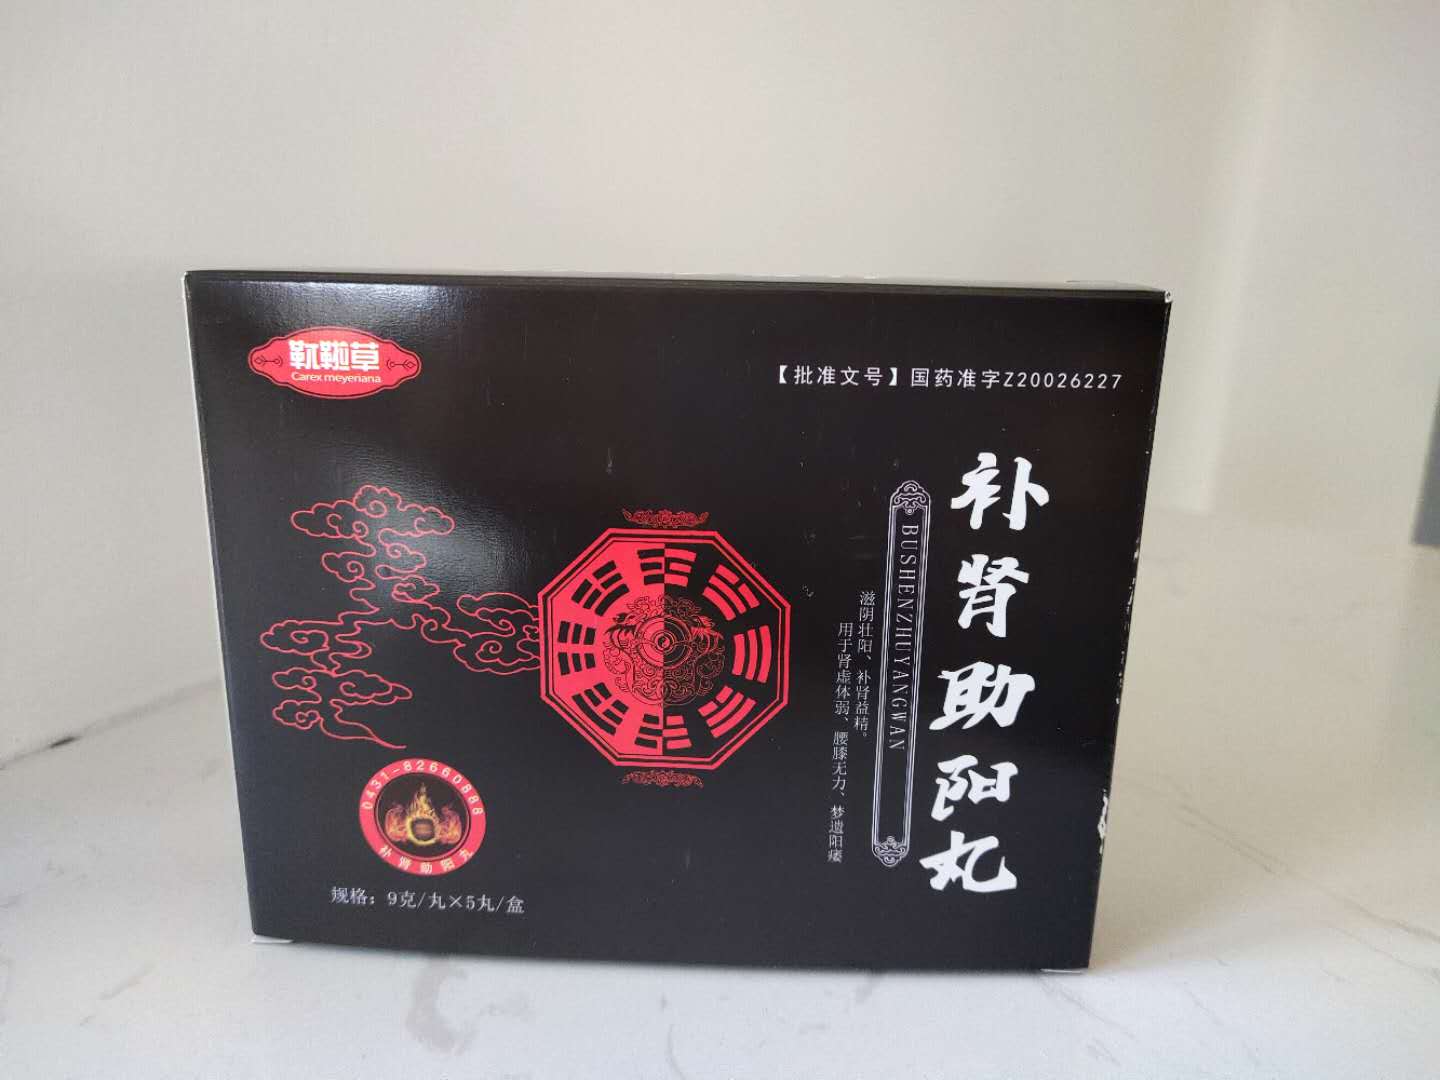 靰鞡草
Carex meyeriana
【批准文号】国药准字Z20026227
补肾助阳丸
BUSHENZHUYANGWAN
滋阴壮阳、补肾益精。
用于肾虚体弱、腰膝无力、梦遗阳痿
0431-82660888
补肾助阳丸
规格：9克/丸×5丸/盒